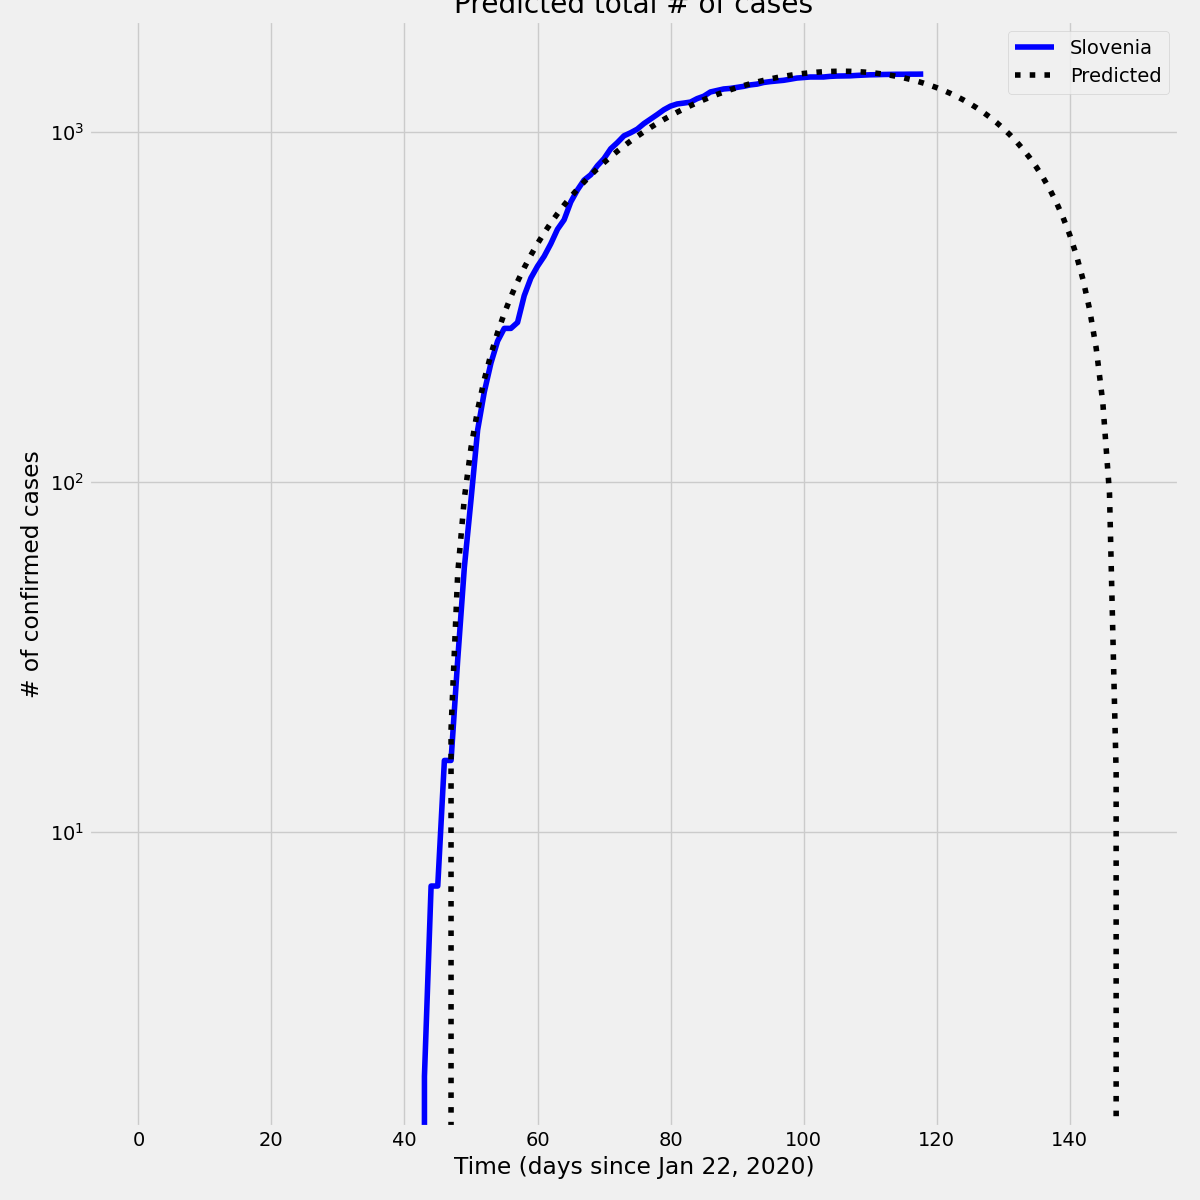 Predicted total # of cases
Slovenia
Predicted
10³
10²
10¹
# of confirmed cases
0 20 40 60 80 100 120 140
Time (days since Jan 22, 2020)